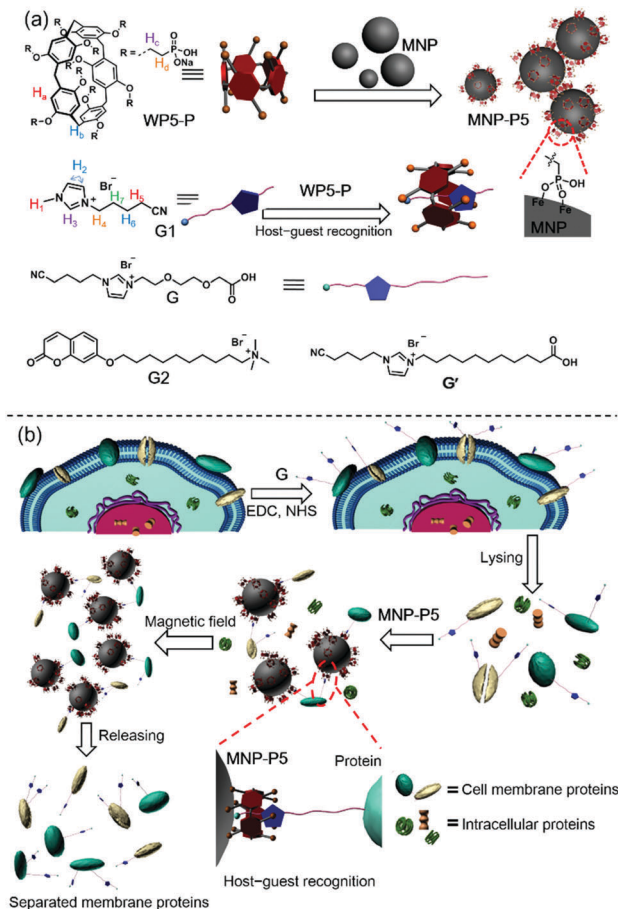 (a)
R
R
R
R
R
O
O
O
O
O
R =
Hc
O
P
OH
ONa
Hd
Ha
Hb
O
O
O
O
O
R
R
R
R
R
WP5-P
MNP
MNP-P5
H2
Br−
N
N+
H7
H5
CN
H1
H3
H4
H6
G1
WP5-P
Host-guest recognition
O
P
OH
O
O
Fe
Fe
MNP
NC
Br−
N
N+
O
O
O
OH
G
O
O
O
Br−
N+
G2
Br−
NC
N
N+
O
OH
G′
(b)
G
EDC, NHS
Lysing
MNP-P5
Magnetic field
Releasing
MNP-P5
Protein
Host-guest recognition
= Cell membrane proteins
= Intracellular proteins
Separated membrane proteins